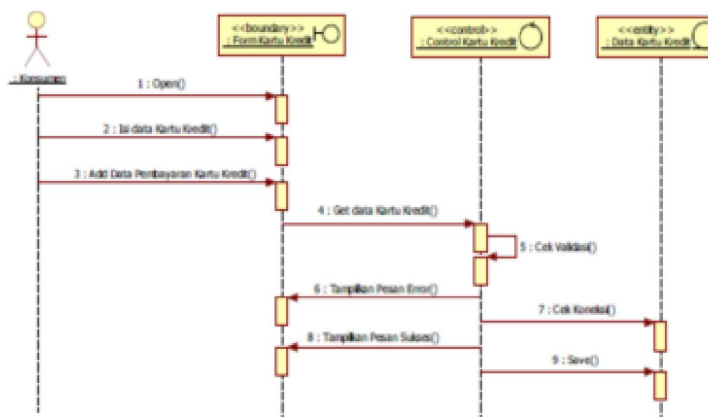 <<boundary>>
: Form Kartu Kredit
<<control>>
: Control Kartu Kredit
<<entity>>
: Data Kartu Kredit
: Konsumen
1 : Open()
2 : Isi data Kartu Kredit()
3 : Add Data Pembayaran Kartu Kredit()
4 : Get data Kartu Kredit()
5 : Cek Validasi()
6 : Tampilkan Pesan Error()
7 : Cek Koneksi()
8 : Tampilkan Pesan Sukses()
9 : Save()